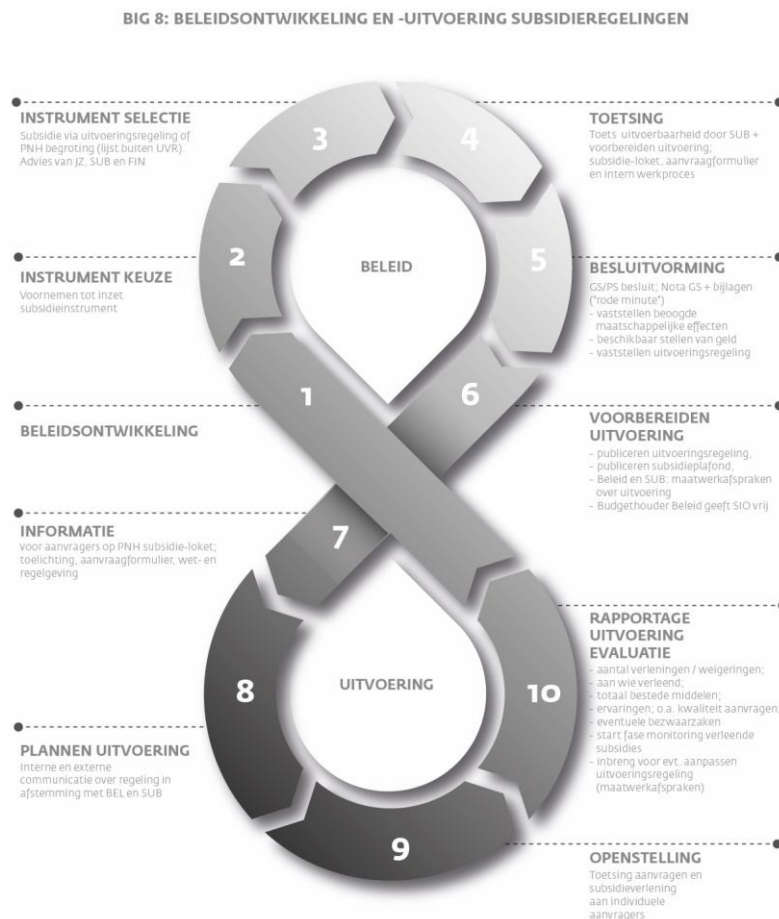 BIG 8: BELEIDSONTWIKKELING EN -UITVOERING SUBSIDIEREGELINGEN
INSTRUMENT SELECTIE
Subsidie via uitvoeringsregeling of
PNH begroting (lijst buiten UVR).
Advies van JZ, SUB en FIN
INSTRUMENT KEUZE
Voornemen tot inzet
subsidieinstrument
BELEIDSONTWIKKELING
INFORMATIE
voor aanvragers op PNH subsidie-loket;
toelichting, aanvraagformulier, wet- en
regelgeving
PLANNEN UITVOERING
Interne en externe
communicatie over regeling in
afstemming met BEL en SUB
3
4
2
5
BELEID
1
6
7
8
UITVOERING
10
9
TOETSING
Toets uitvoerbaarheid door SUB +
voorbereiden uitvoering;
subsidie-loket, aanvraagformulier
en intern werkproces
BESLUITVORMING
GS/PS besluit; Nota GS + bijlagen
("rode minute")
- vaststellen beoogde
maatschappelijke effecten
- beschikbaar stellen van geld
- vaststellen uitvoeringsregeling
VOORBEREIDEN
UITVOERING
- publiceren uitvoeringsregeling,
- publiceren subsidieplafond,
- Beleid en SUB: maatwerkafspraken
over uitvoering
- Budgethouder Beleid geeft SIO vrij
RAPPORTAGE
UITVOERING
EVALUATIE
- aantal verleningen / weigeringen;
- aan wie verleend;
- totaal bestede middelen;
- ervaringen; o.a. kwaliteit aanvragen;
- eventuele bezwaarzaken
- start fase monitoring verleende
subsidies
- inbreng voor evt. aanpassen
uitvoeringsregeling
(maatwerkafspraken)
OPENSTELLING
Toetsing aanvragen en
subsidieverlening
aan individuele
aanvragers